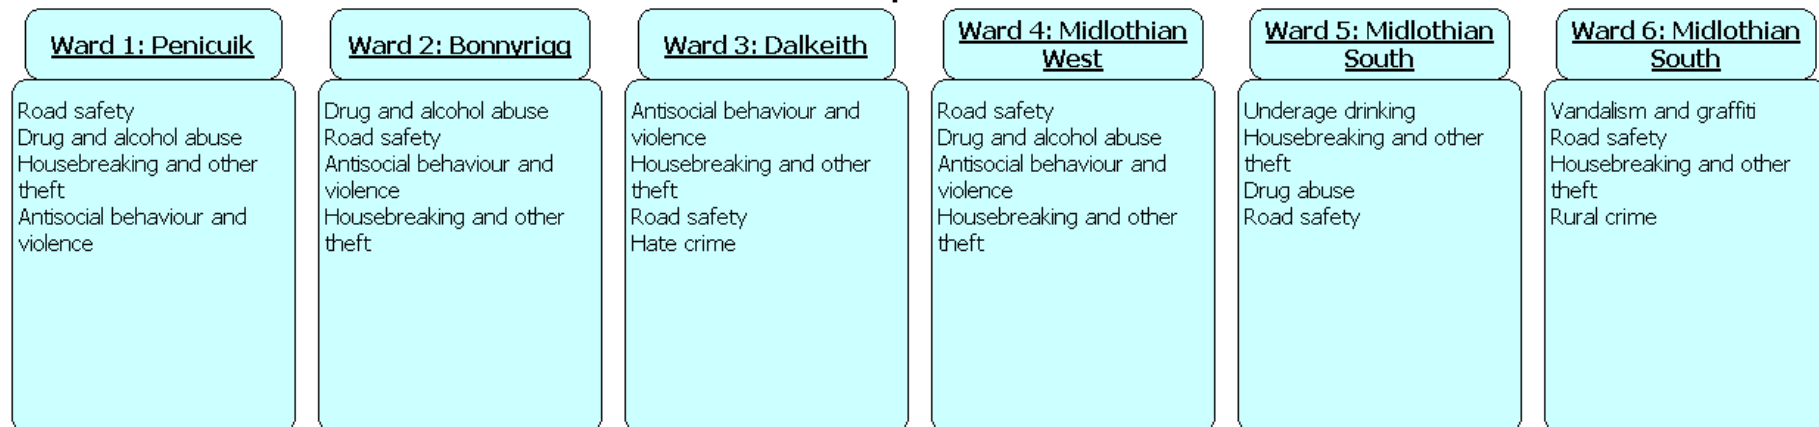 Ward 1: Penicuik
Road safety
Drug and alcohol abuse
Housebreaking and other
theft
Antisocial behaviour and
violence
Ward 2: Bonnyrigg
Drug and alcohol abuse
Road safety
Antisocial behaviour and
violence
Housebreaking and other
theft
Ward 3: Dalkeith
Antisocial behaviour and
violence
Housebreaking and other
theft
Road safety
Hate crime
Ward 4: Midlothian
West
Road safety
Drug and alcohol abuse
Antisocial behaviour and
violence
Housebreaking and other
theft
Ward 5: Midlothian
South
Underage drinking
Housebreaking and other
theft
Drug abuse
Road safety
Ward 6: Midlothian
South
Vandalism and graffiti
Road safety
Housebreaking and other
theft
Rural crime